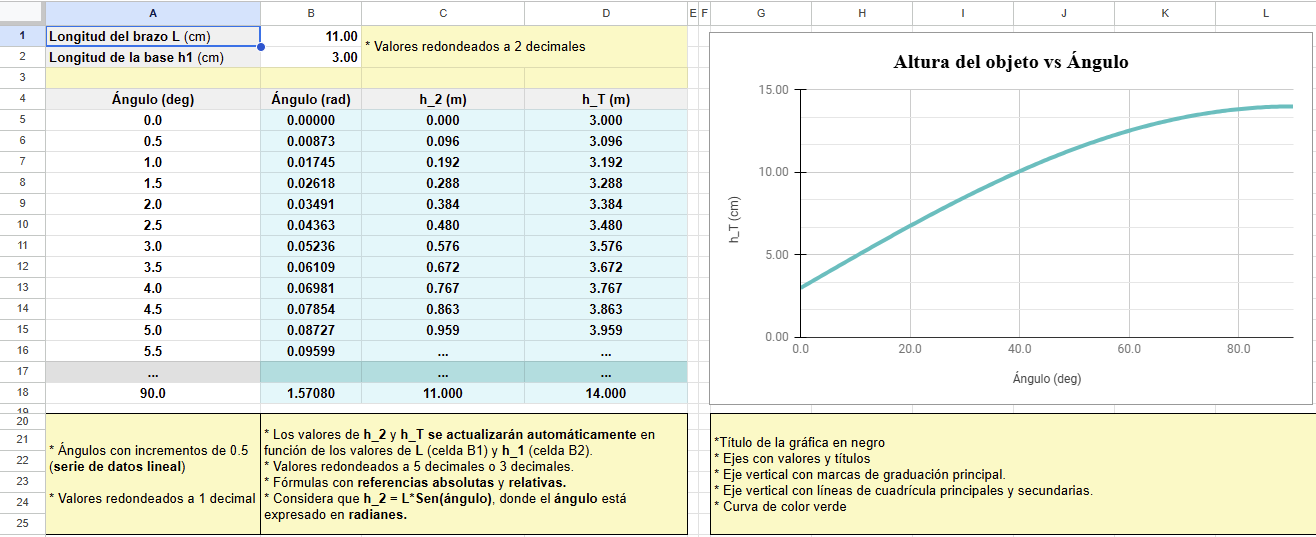 A B C D E F G H I J K L
1 Longitud del brazo L (cm) 11.00 * Valores redondeados a 2 decimales
2 Longitud de la base h1 (cm) 3.00
3
4 Ángulo (deg) Ángulo (rad) h_2 (m) h_T (m)
5 0.0 0.00000 0.000 3.000
6 0.5 0.00873 0.096 3.096
7 1.0 0.01745 0.192 3.192
8 1.5 0.02618 0.288 3.288
9 2.0 0.03491 0.384 3.384
10 2.5 0.04363 0.480 3.480
11 3.0 0.05236 0.576 3.576
12 3.5 0.06109 0.672 3.672
13 4.0 0.06981 0.767 3.767
14 4.5 0.07854 0.863 3.863
15 5.0 0.08727 0.959 3.959
16 5.5 0.09599 ... ...
17 ... ... ...
18 90.0 1.57080 11.000 14.000
19
20
21
22
23
24
25
* Ángulos con incrementos de 0.5
(serie de datos lineal)
* Valores redondeados a 1 decimal
* Los valores de h_2 y h_T se actualizarán automáticamente en
función de los valores de L (celda B1) y h_1 (celda B2).
* Valores redondeados a 5 decimales o 3 decimales.
* Fórmulas con referencias absolutas y relativas.
* Considera que h_2 = L*Sen(ángulo), donde el ángulo está
expresado en radianes.
Altura del objeto vs Ángulo
15.00
10.00
5.00
0.00
h_T (cm)
0.0 20.0 40.0 60.0 80.0
Ángulo (deg)
*Título de la gráfica en negro
* Ejes con valores y títulos
* Eje vertical con marcas de graduación principal.
* Eje vertical con líneas de cuadrícula principales y secundarias.
* Curva de color verde